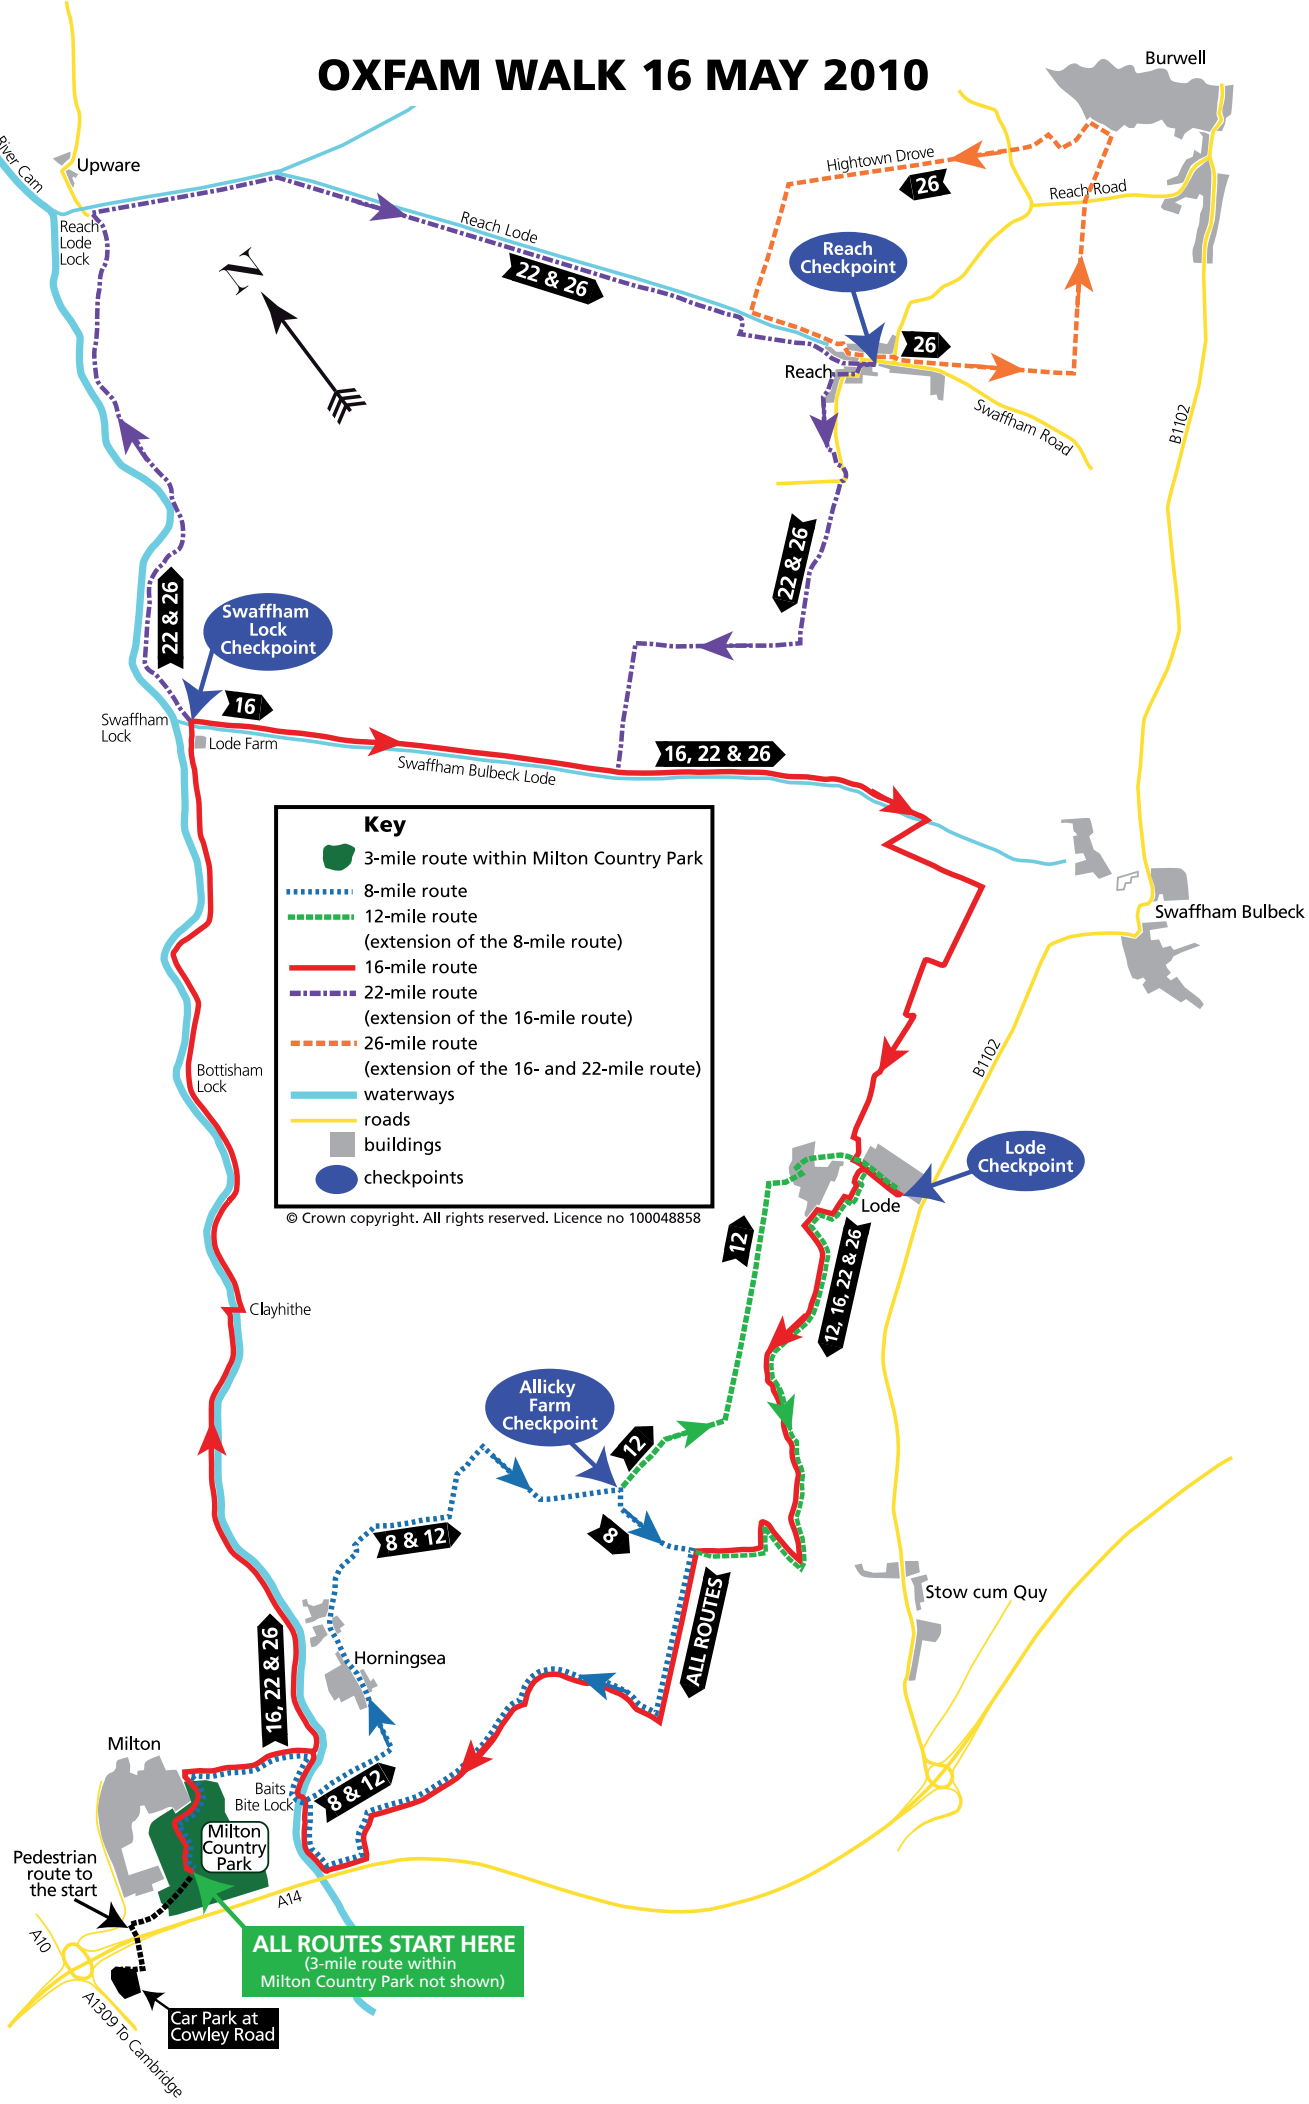 OXFAM WALK 16 MAY 2010
Burwell
River Cam
Upware
Hightown Drove
26
Reach Road
Reach
Lode
Lock
Reach Lode
N
22 & 26
Reach
Checkpoint
26
Reach
Swaffham Road
B1102
22 & 26
22 & 26
Swaffham
Lock
Checkpoint
16
Swaffham
Lock
Lode Farm
Swaffham Bulbeck Lode
16, 22 & 26
Key
3-mile route within Milton Country Park
8-mile route
12-mile route
(extension of the 8-mile route)
16-mile route
22-mile route
(extension of the 16-mile route)
26-mile route
(extension of the 16- and 22-mile route)
waterways
roads
buildings
checkpoints
© Crown copyright. All rights reserved. Licence no 100048858
Swaffham Bulbeck
B1102
Bottisham
Lock
Lode
Checkpoint
Lode
12
12, 16, 22 & 26
Clayhithe
Allicky
Farm
Checkpoint
12
8 & 12
8
ALL ROUTES
Stow cum Quy
16, 22 & 26
Horningsea
Milton
Baits
Bite Lock
8 & 12
Milton
Country
Park
Pedestrian
route to
the start
A14
A10
ALL ROUTES START HERE
(3-mile route within
Milton Country Park not shown)
Car Park at
Cowley Road
A1309 To Cambridge